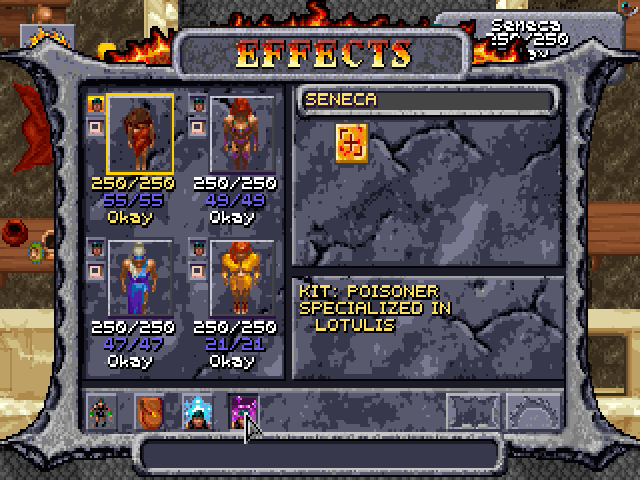 Seneca
250/250
EFFECTS
SENECA
250/250
55/55
Okay
250/250
49/49
Okay
250/250
47/47
Okay
250/250
21/21
Okay
KIT: POISONER
SPECIALIZED IN
LOTULIS